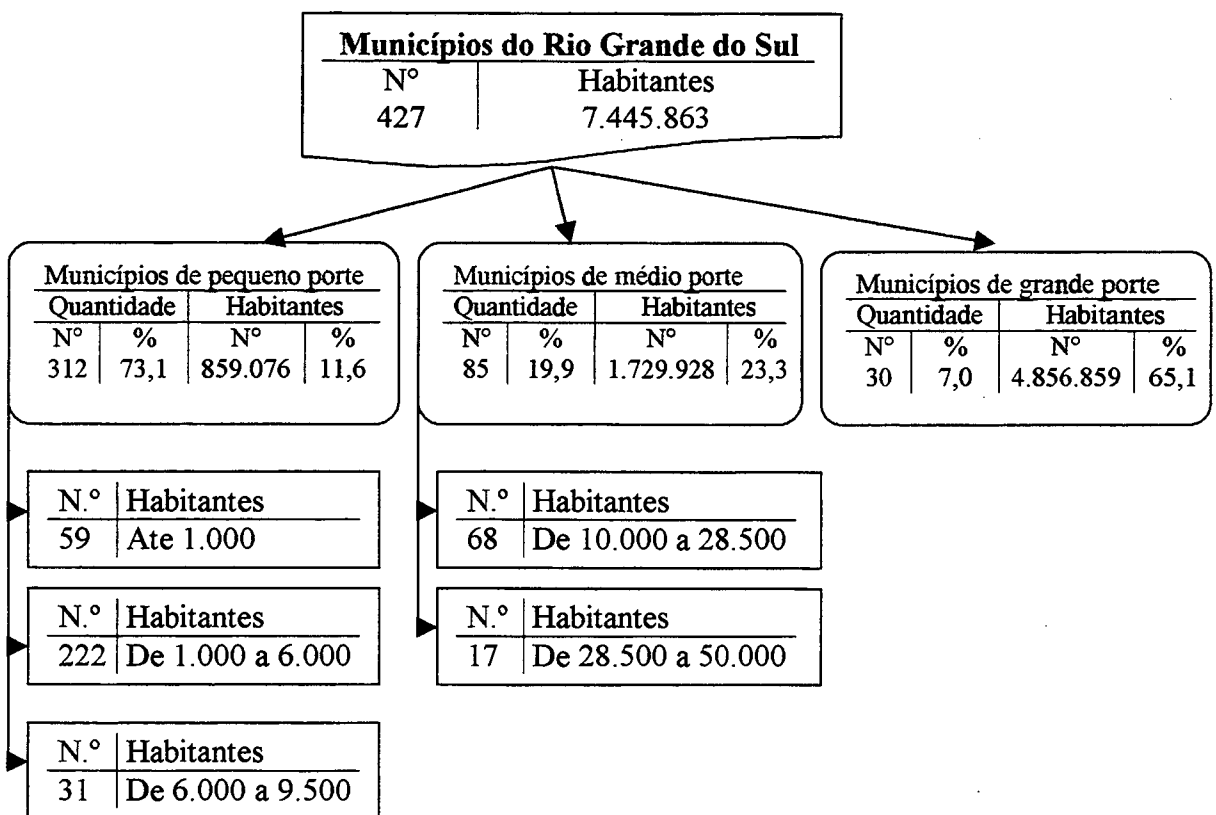 Municípios do Rio Grande do Sul
N° Habitantes
427 7.445.863
Municípios de pequeno porte
Quantidade Habitantes
N° % N° %
312 73,1 859.076 11,6
Municípios de médio porte
Quantidade Habitantes
N° % N° %
85 19,9 1.729.928 23,3
Municípios de grande porte
Quantidade Habitantes
N° % N° %
30 7,0 4.856.859 65,1
N.° Habitantes
59 Ate 1.000
N.° Habitantes
222 De 1.000 a 6.000
N.° Habitantes
31 De 6.000 a 9.500
N.° Habitantes
68 De 10.000 a 28.500
N.° Habitantes
17 De 28.500 a 50.000